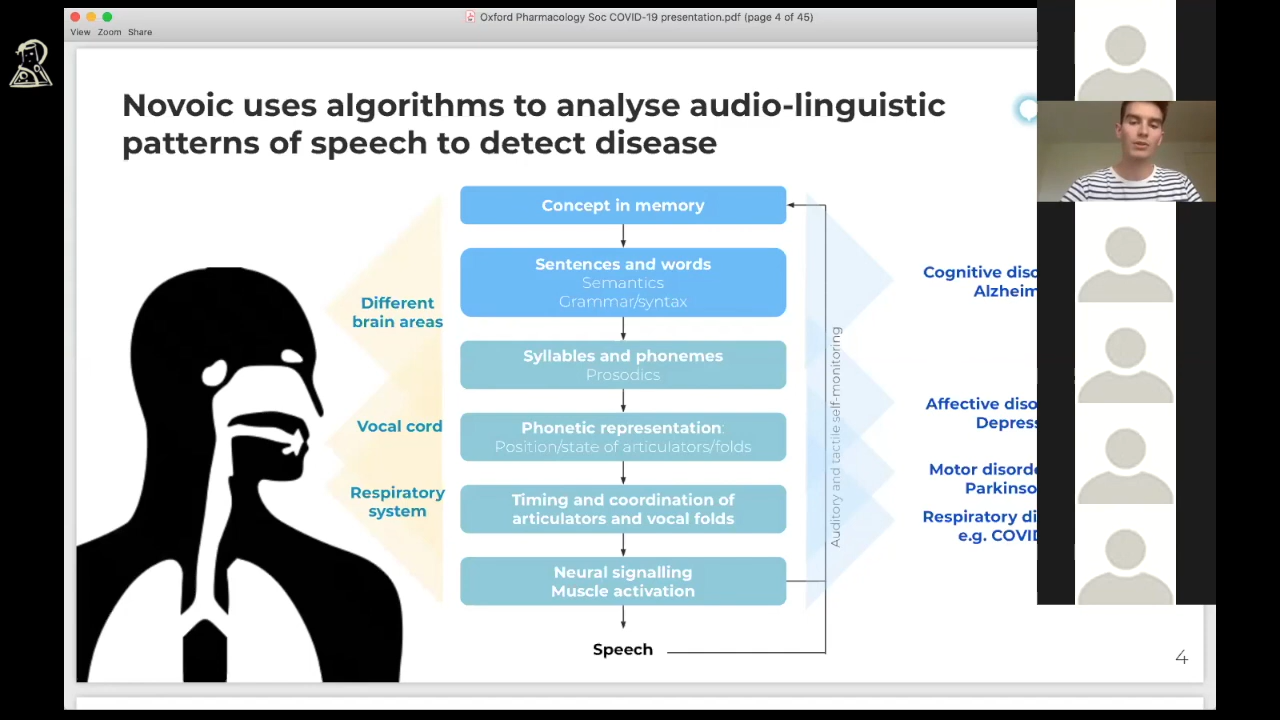 Oxford Pharmacology Soc COVID-19 presentation.pdf (page 4 of 45)
View Zoom Share
Novoic uses algorithms to analyse audio-linguistic
patterns of speech to detect disease
Concept in memory
Sentences and words
Semantics
Grammar/syntax
Syllables and phonemes
Prosodics
Phonetic representation:
Position/state of articulators/folds
Timing and coordination of
articulators and vocal folds
Neural signalling
Muscle activation
Speech
Different
brain areas
Vocal cord
Respiratory
system
Auditory and tactile self-monitoring
Cognitive diso
Alzheim
Affective diso
Depress
Motor disorde
Parkinso
Respiratory di
e.g. COVID
4